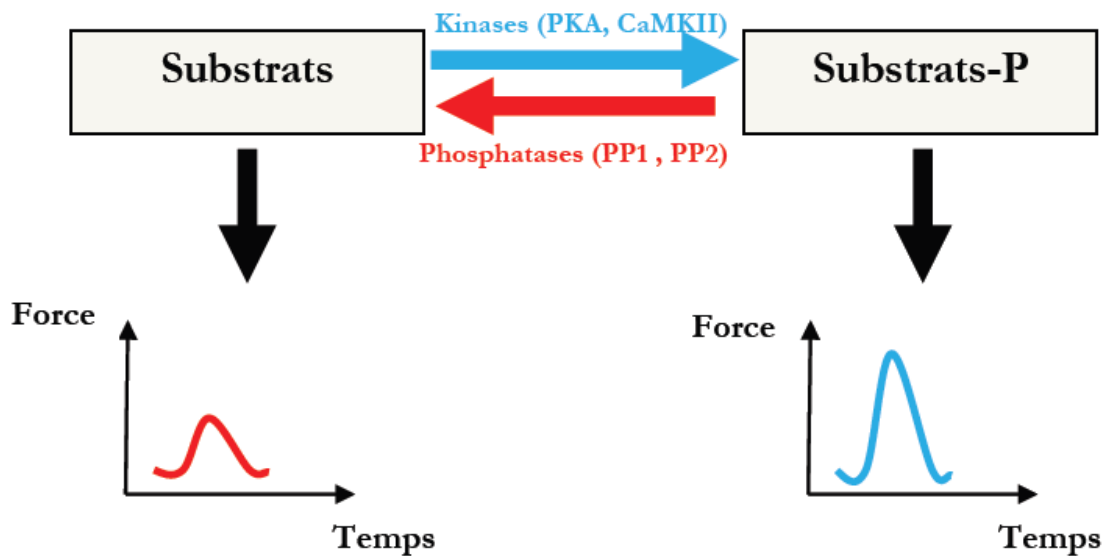 Kinases (PKA, CaMKII)
Substrats
Substrats-P
Phosphatases (PP1 , PP2)
Force
Temps
Force
Temps